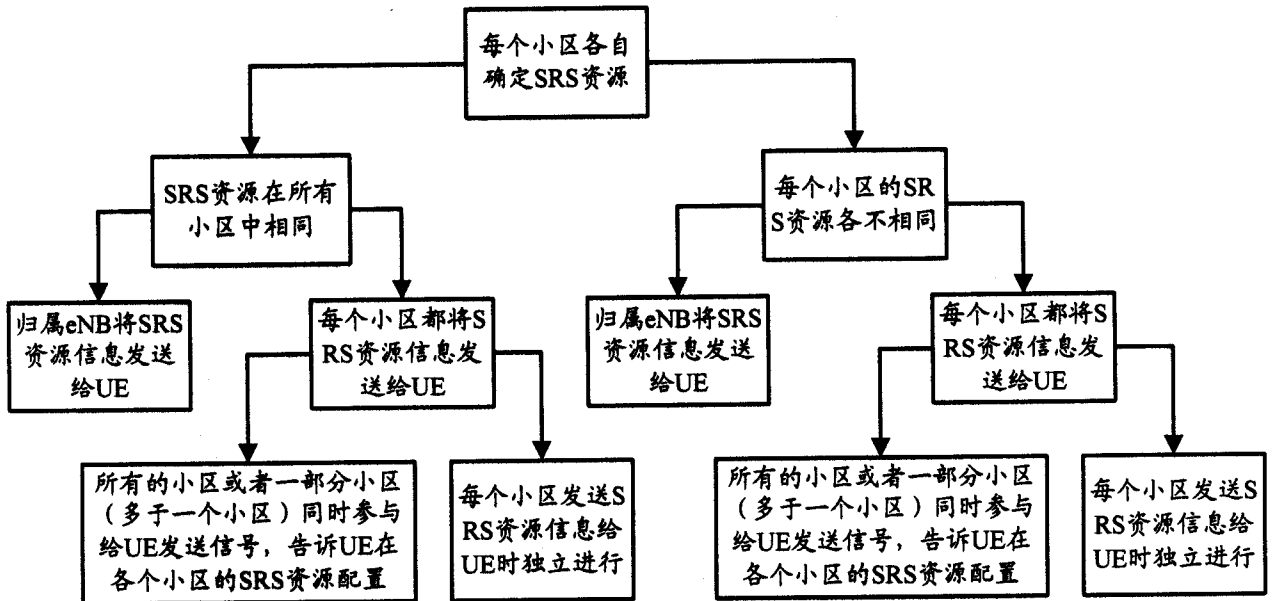 每个小区各自
确定SRS资源
SRS资源在所有
小区中相同
每个小区的SR
S资源各不相同
归属eNB将SRS
资源信息发送
给UE
每个小区都将S
RS资源信息发
送给UE
归属eNB将SRS
资源信息发送
给UE
每个小区都将S
RS资源信息发
送给UE
所有的小区或者一部分小区
（多于一个小区）同时参与
给UE发送信号，告诉UE在
各个小区的SRS资源配置
每个小区发送S
RS资源信息给
UE时独立进行
所有的小区或者一部分小区
（多于一个小区）同时参与
给UE发送信号，告诉UE在
各个小区的SRS资源配置
每个小区发送S
RS资源信息给
UE时独立进行